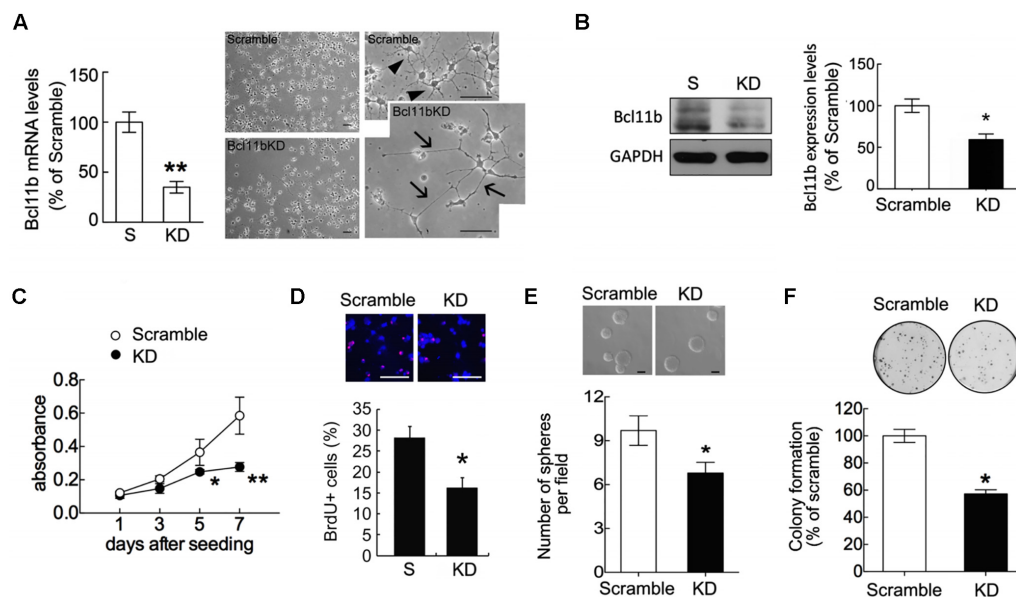 A
Bcl11b mRNA levels
(% of Scramble)
150
100
50
0
**
S KD
Scramble
Scramble
Bcl11bKD
Bcl11bKD
B
S KD
Bcl11b
GAPDH
Bcl11b expression levels
(% of Scramble)
150
100
50
0
*
Scramble KD
C
Scramble
KD
absorbance
0.8
0.6
0.4
0.2
0.0
* **
1 3 5 7
days after seeding
D
Scramble KD
BrdU+ cells (%)
35
30
25
20
15
10
5
0
*
S KD
E
Scramble KD
Number of spheres
per field
12
9
6
3
0
*
Scramble KD
F
Scramble KD
Colony formation
(% of scramble)
120
100
80
60
40
20
0
*
Scramble KD